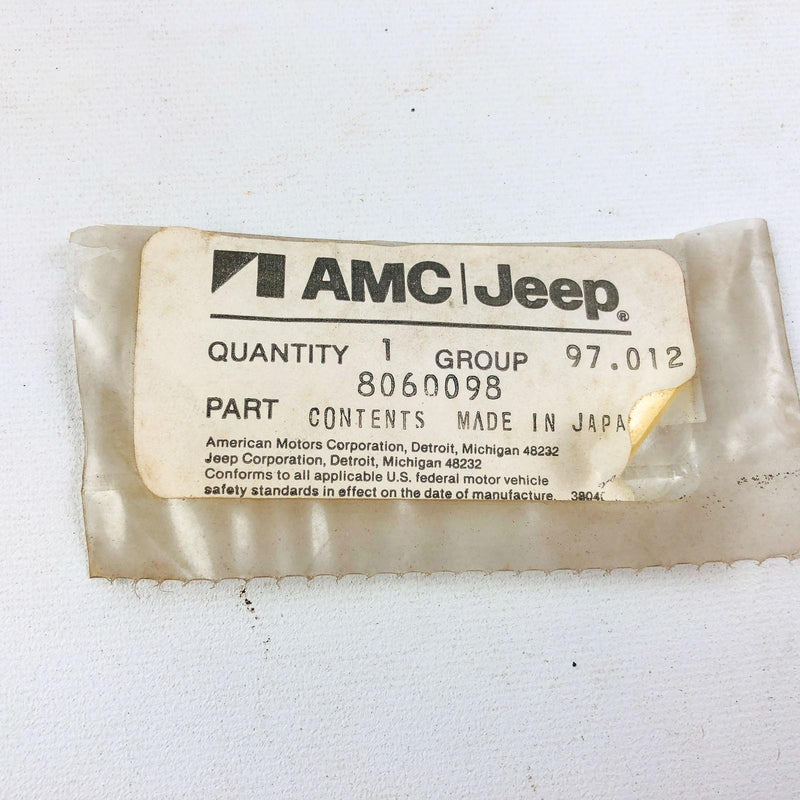 AMC|Jeep®
QUANTITY 1 GROUP 97.012
8060098
PART CONTENTS MADE IN JAPA
American Motors Corporation, Detroit, Michigan 48232
Jeep Corporation, Detroit, Michigan 48232
Conforms to all applicable U.S. federal motor vehicle
safety standards in effect on the date of manufacture.